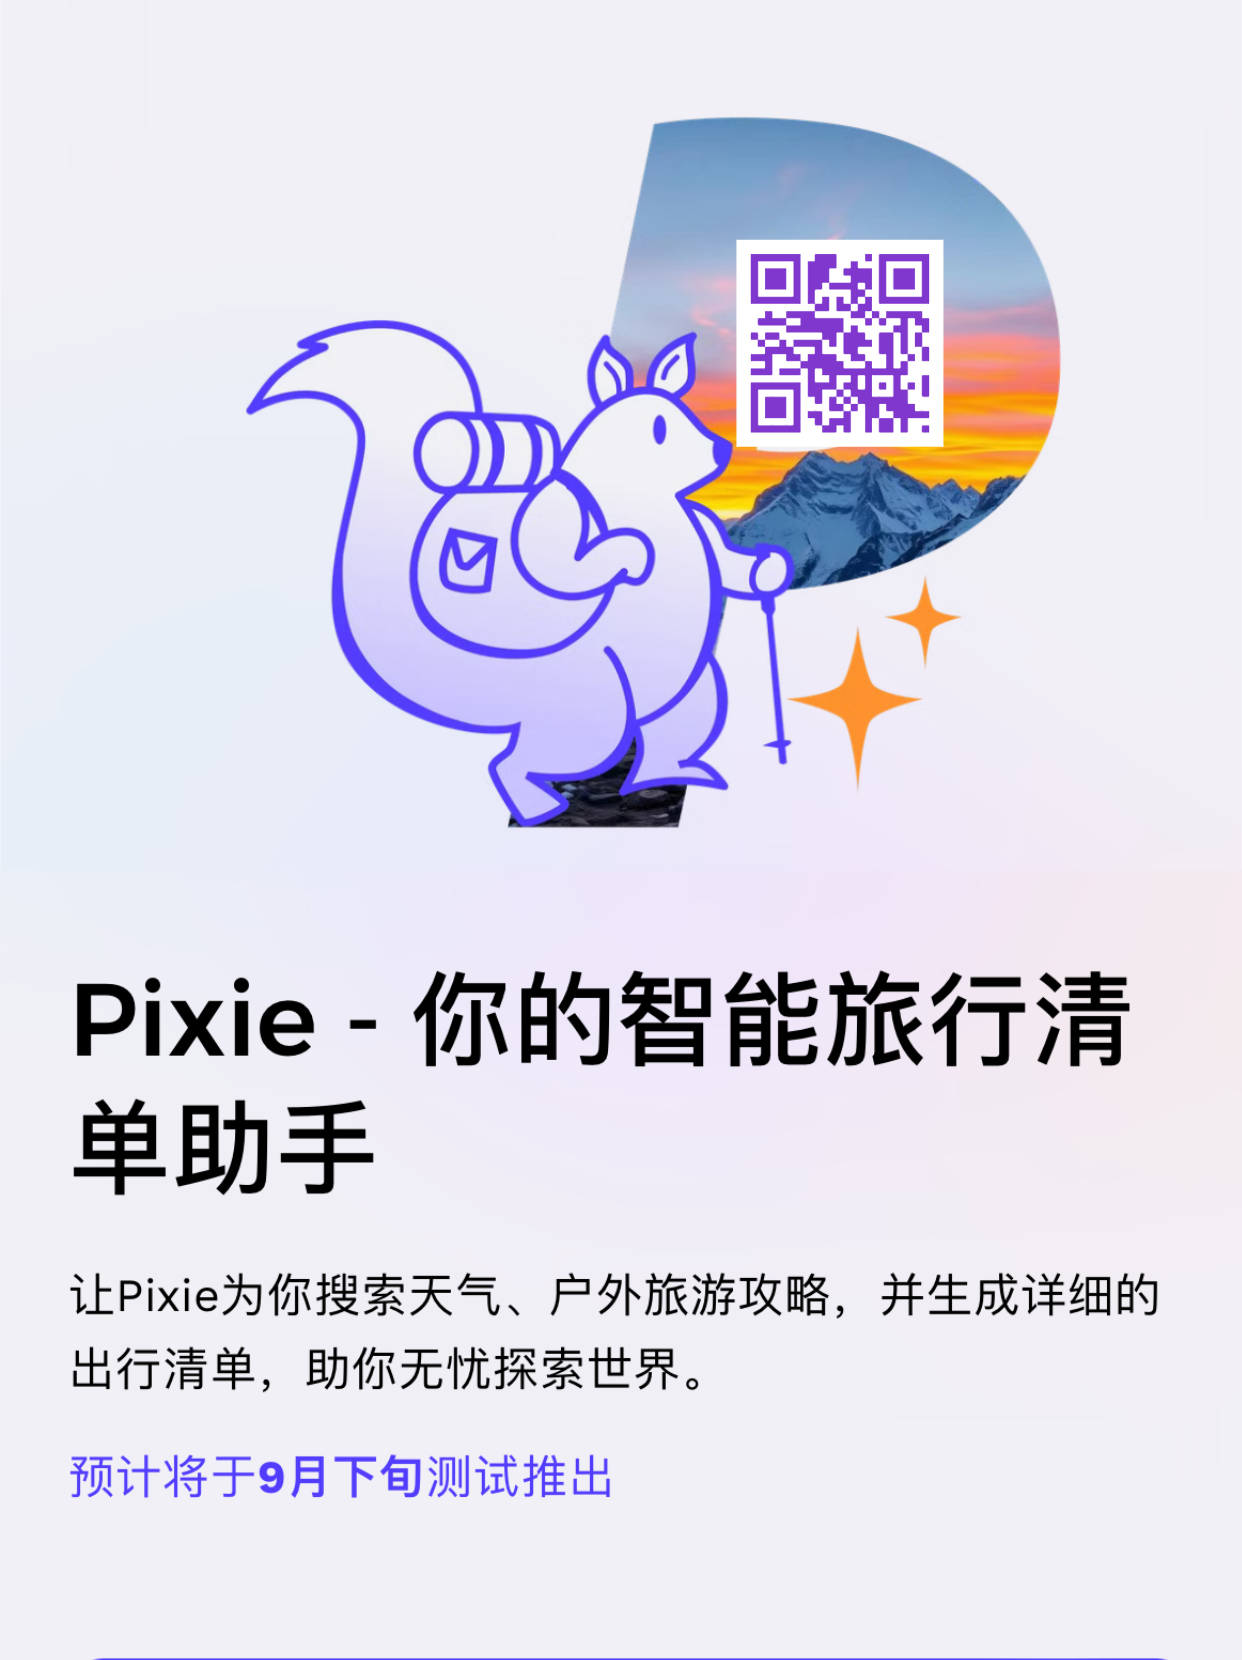 Pixie - 你的智能旅行清
单助手
让Pixie为你搜索天气、户外旅游攻略，并生成详细的
出行清单，助你无忧探索世界。
预计将于9月下旬测试推出